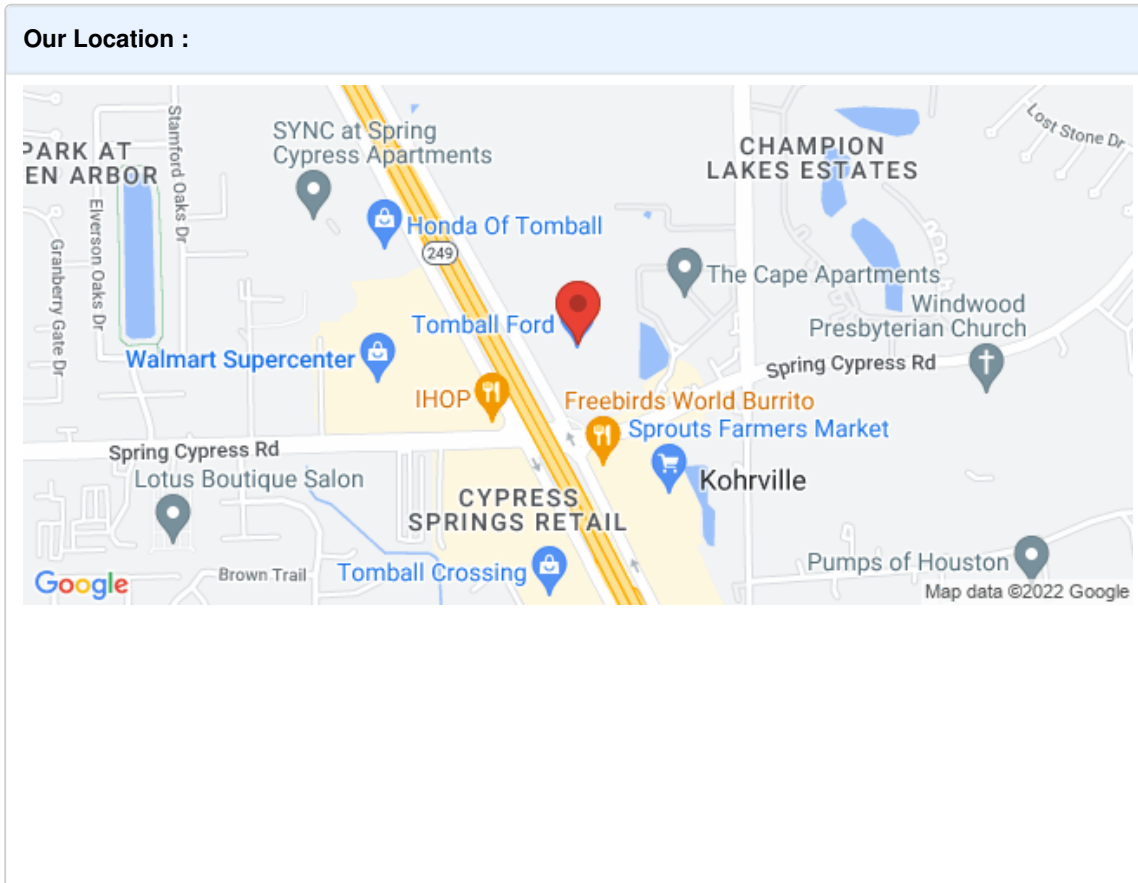 Our Location :
Stamford Oaks Dr
SYNC at Spring
Cypress Apartments
Lost Stone Dr
PARK AT
EN ARBOR
CHAMPION
LAKES ESTATES
Elverson Oaks Dr
Granberry Gate Dr
Honda Of Tomball
249
The Cape Apartments
Windwood
Presbyterian Church
Tomball Ford
Walmart Supercenter
Spring Cypress Rd
IHOP
Freebirds World Burrito
Sprouts Farmers Market
Spring Cypress Rd
Lotus Boutique Salon
Kohrville
CYPRESS
SPRINGS RETAIL
Pumps of Houston
Google
Brown Trail
Tomball Crossing
Map data ©2022 Google